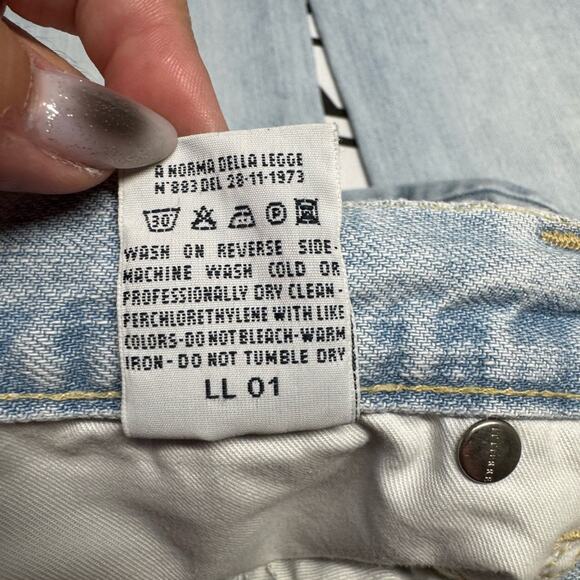 A NORMA DELLA LEGGE
N°883 DEL 28-11-1973
30° P
WASH ON REVERSE SIDE-
MACHINE WASH COLD OR
PROFESSIONALLY DRY CLEAN-
PERCHLORETHYLENE WITH LIKE
COLORS-DO NOT BLEACH-WARM
IRON-DO NOT TUMBLE DRY
LL 01